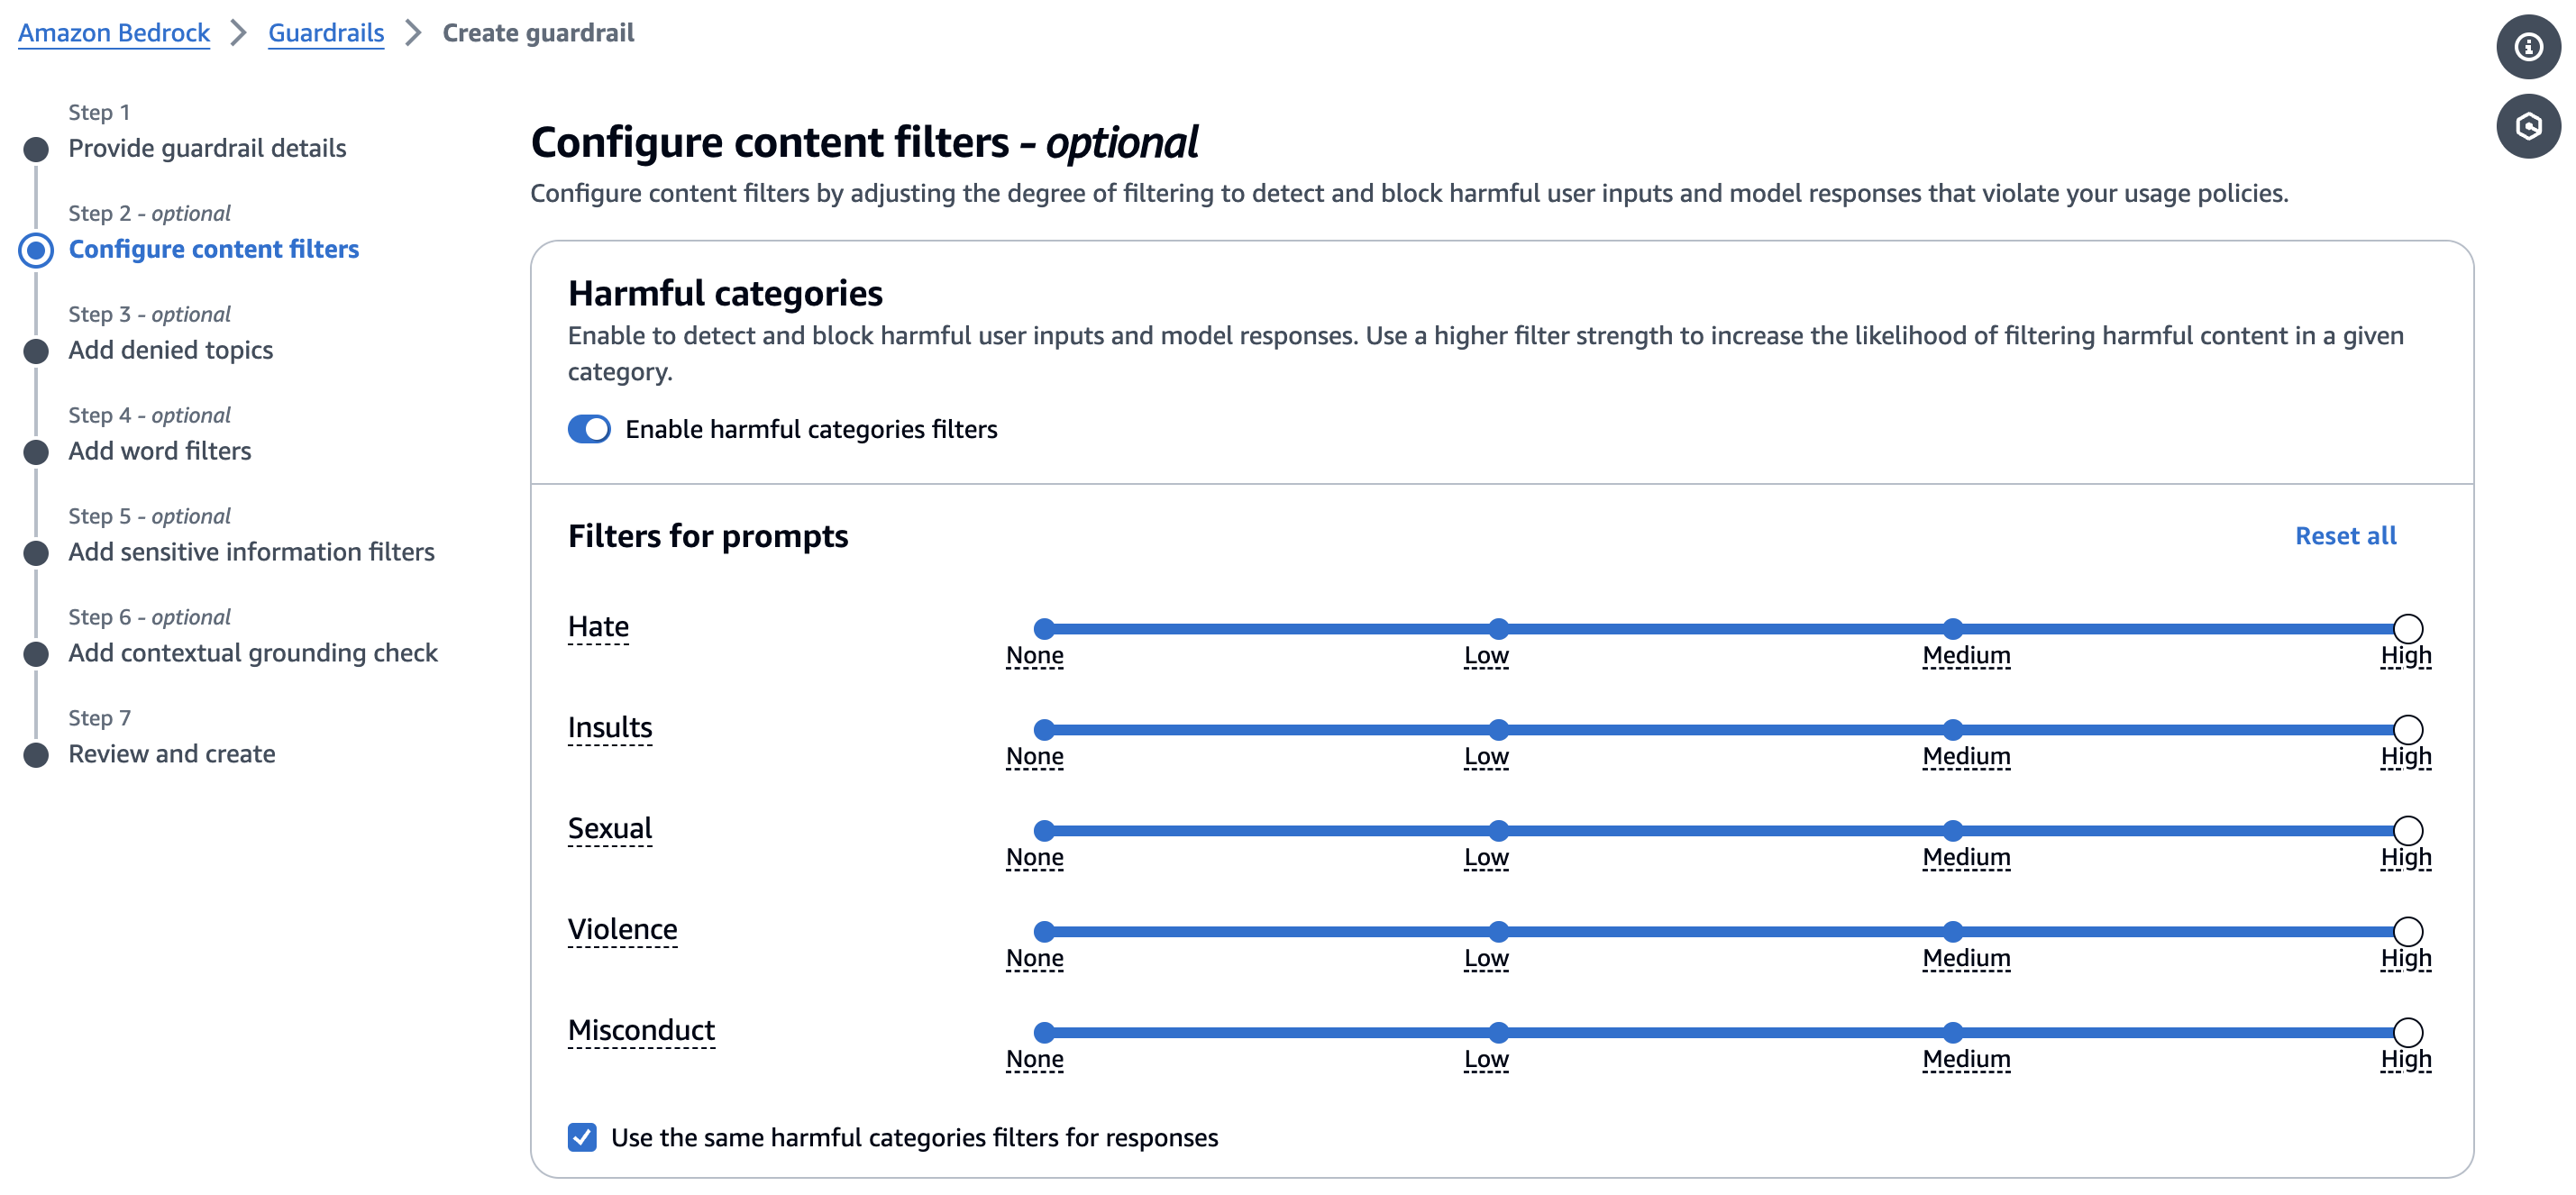 Amazon Bedrock > Guardrails > Create guardrail
Step 1
Provide guardrail details
Step 2 - optional
Configure content filters
Step 3 - optional
Add denied topics
Step 4 - optional
Add word filters
Step 5 - optional
Add sensitive information filters
Step 6 - optional
Add contextual grounding check
Step 7
Review and create
Configure content filters - optional
Configure content filters by adjusting the degree of filtering to detect and block harmful user inputs and model responses that violate your usage policies.
Harmful categories
Enable to detect and block harmful user inputs and model responses. Use a higher filter strength to increase the likelihood of filtering harmful content in a given
category.
Enable harmful categories filters
Filters for prompts
Reset all
Hate
None Low Medium High
Insults
None Low Medium High
Sexual
None Low Medium High
Violence
None Low Medium High
Misconduct
None Low Medium High
Use the same harmful categories filters for responses